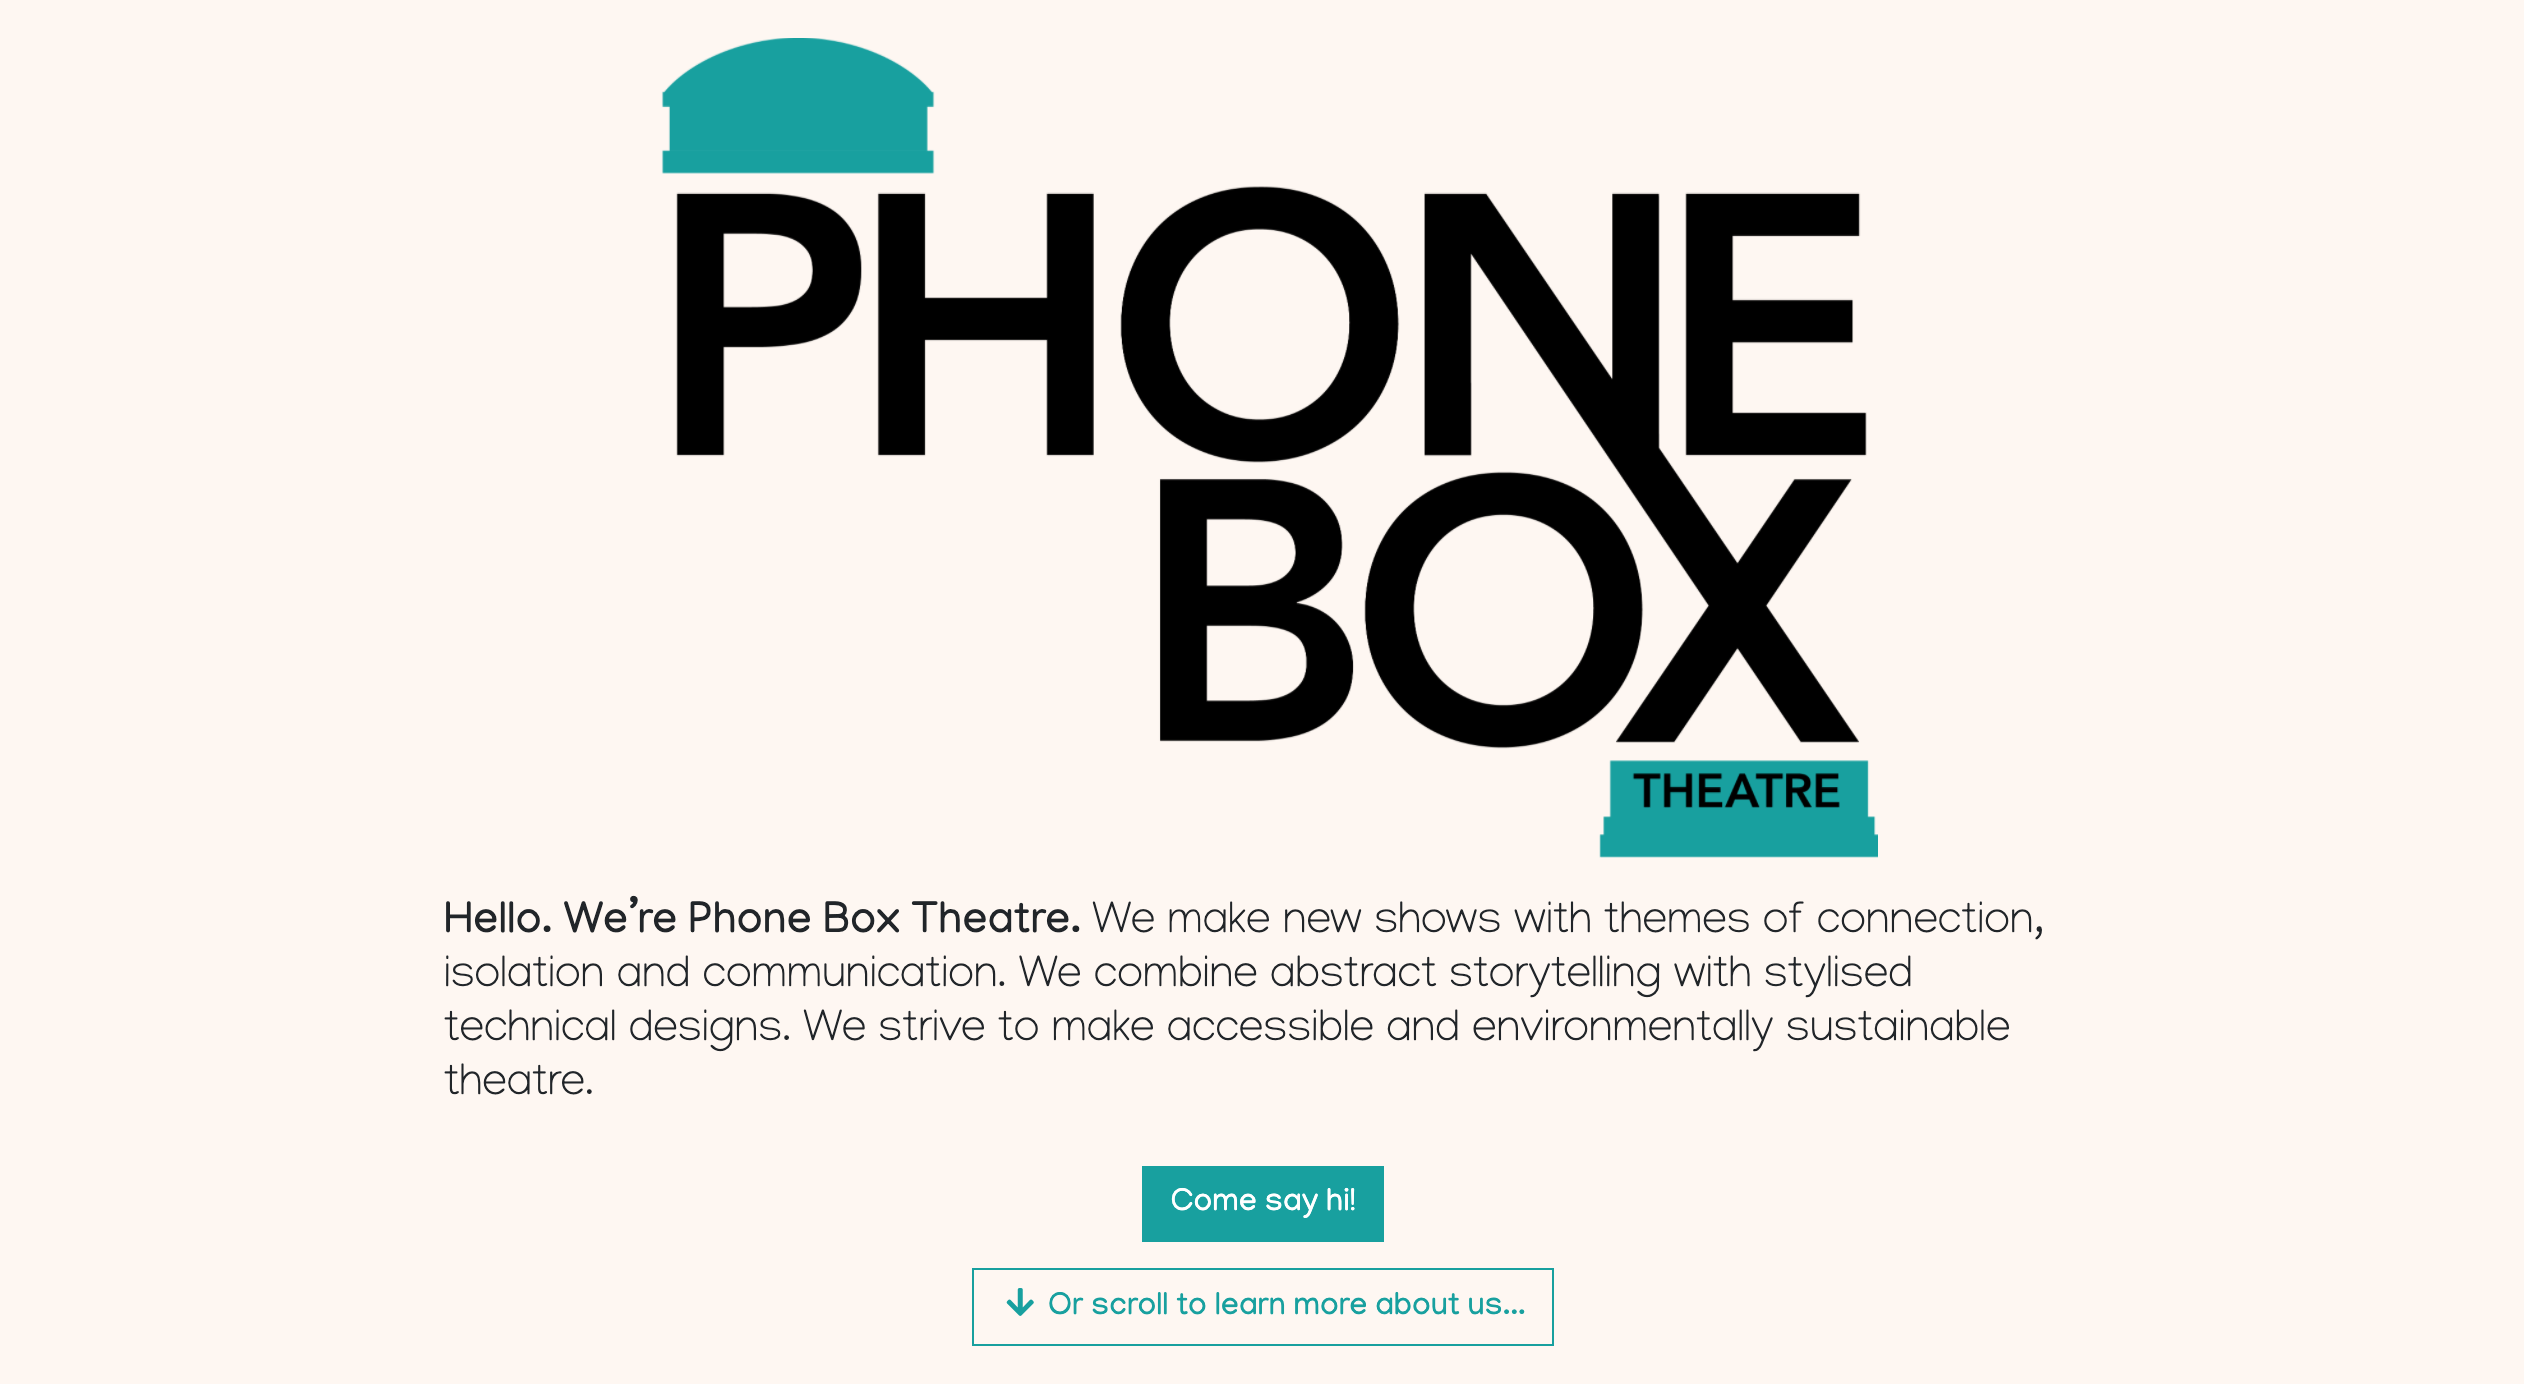 PHONE
BOX
THEATRE
Hello. We’re Phone Box Theatre. We make new shows with themes of connection,
isolation and communication. We combine abstract storytelling with stylised
technical designs. We strive to make accessible and environmentally sustainable
theatre.
Come say hi!
Or scroll to learn more about us...